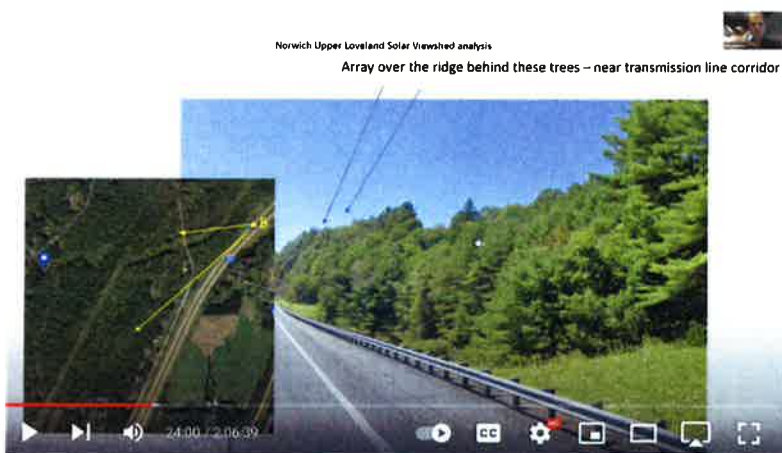 Norwich Upper Loveland Solar Viewshed analysis
Array over the ridge behind these trees – near transmission line corridor
24:00 / 2:06:39
CC